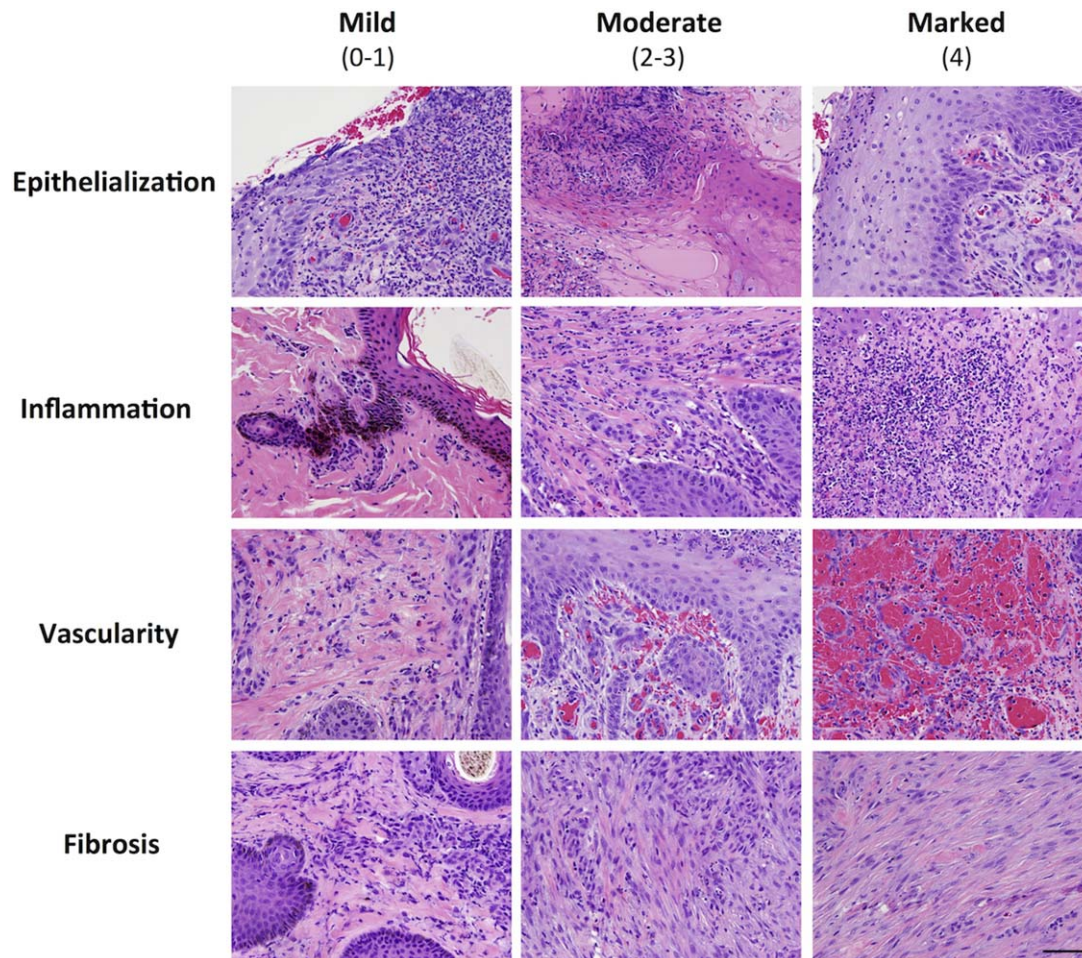 Mild Moderate Marked
(0-1) (2-3) (4)
Epithelialization
Inflammation
Vascularity
Fibrosis